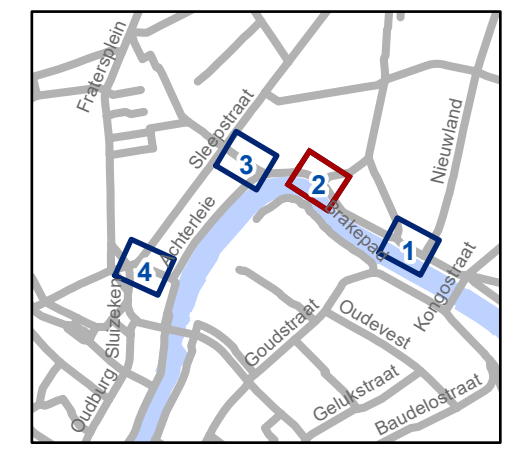 Fratersplein
Sleepstraat
Nieuwland
3
2
Brakepad
1
Achterleie
4
Kongostraat
Sluizeken
Goudstraat
Oudevest
Oudburg
Gelukstraat
Baudelostraat